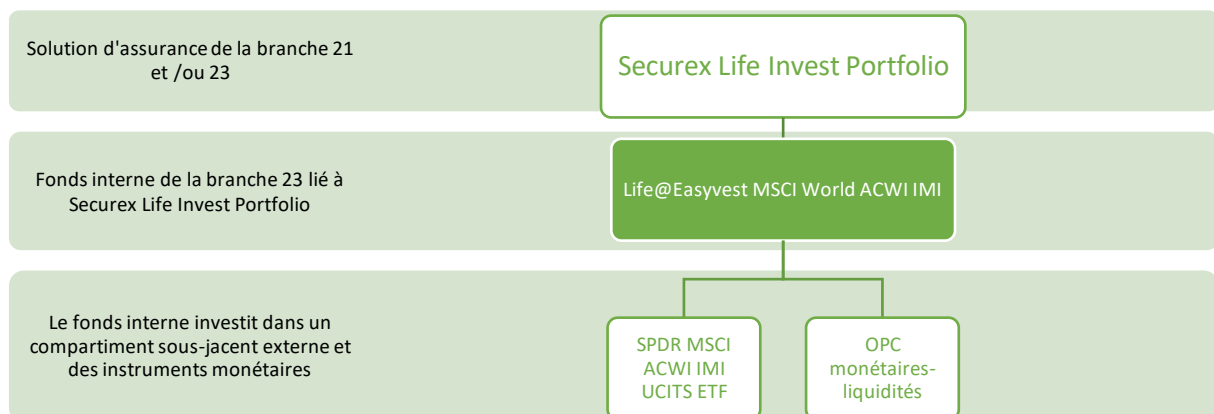 Solution d'assurance de la branche 21
et /ou 23
Securex Life Invest Portfolio
Fonds interne de la branche 23 lié à
Securex Life Invest Portfolio
Life@Easyvest MSCI World ACWI IMI
Le fonds interne investit dans un
compartiment sous-jacent externe et
des instruments monétaires
SPDR MSCI
ACWI IMI
UCITS ETF
OPC
monétaires-
liquidités